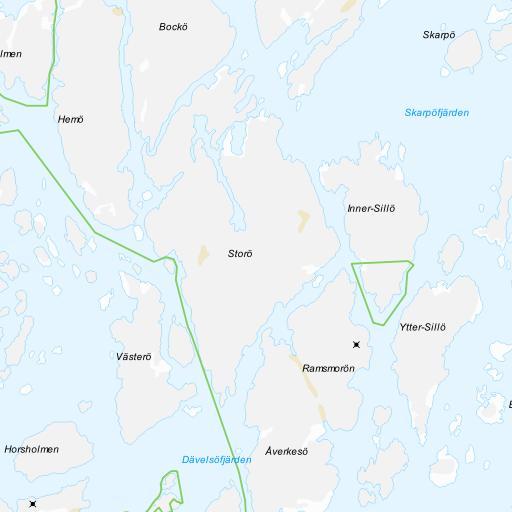 Bockö
Skarpö
lmen
Skarpöfjärden
Hemö
Inner-Sillö
Storö
Ytter-Sillö
Västerö
Ramsmorön
Horsholmen
Åverkesö
Dävelsöfjärden